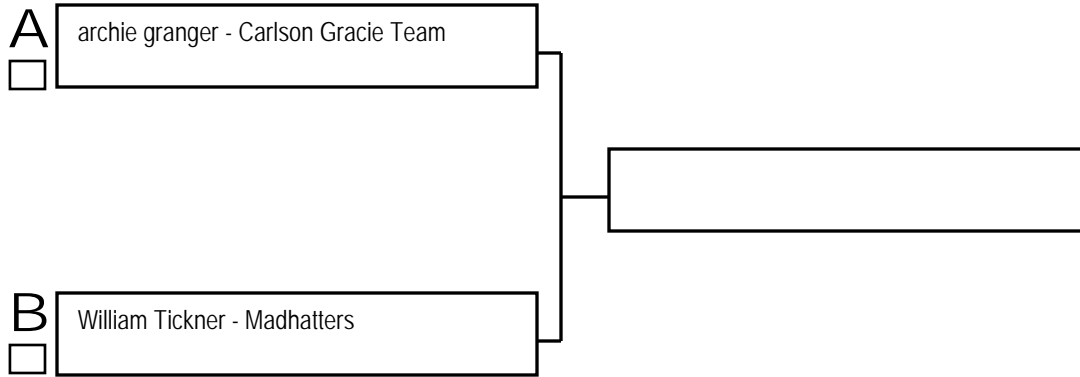 A
archie granger - Carlson Gracie Team
B
William Tickner - Madhatters